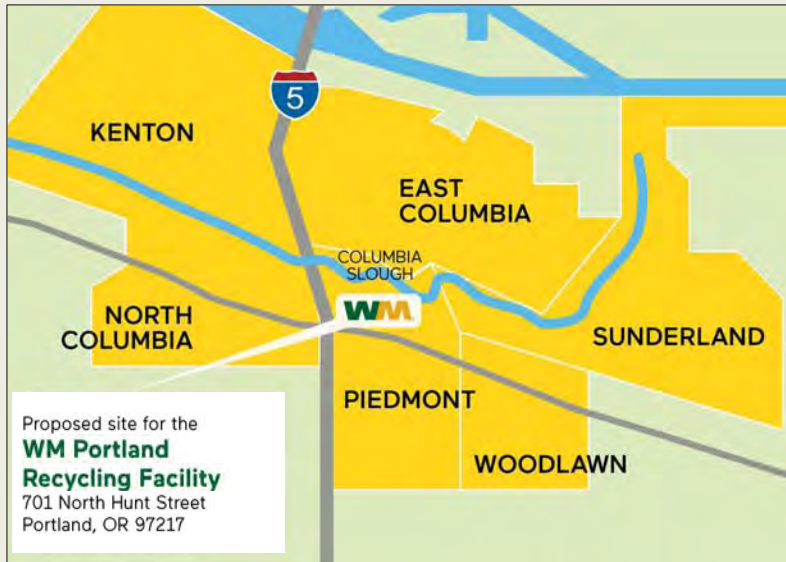 5
KENTON
EAST
COLUMBIA
COLUMBIA
SLOUGH
WM
NORTH
COLUMBIA
SUNDERLAND
PIEDMONT
WOODLAWN
Proposed site for the
WM Portland
Recycling Facility
701 North Hunt Street
Portland, OR 97217